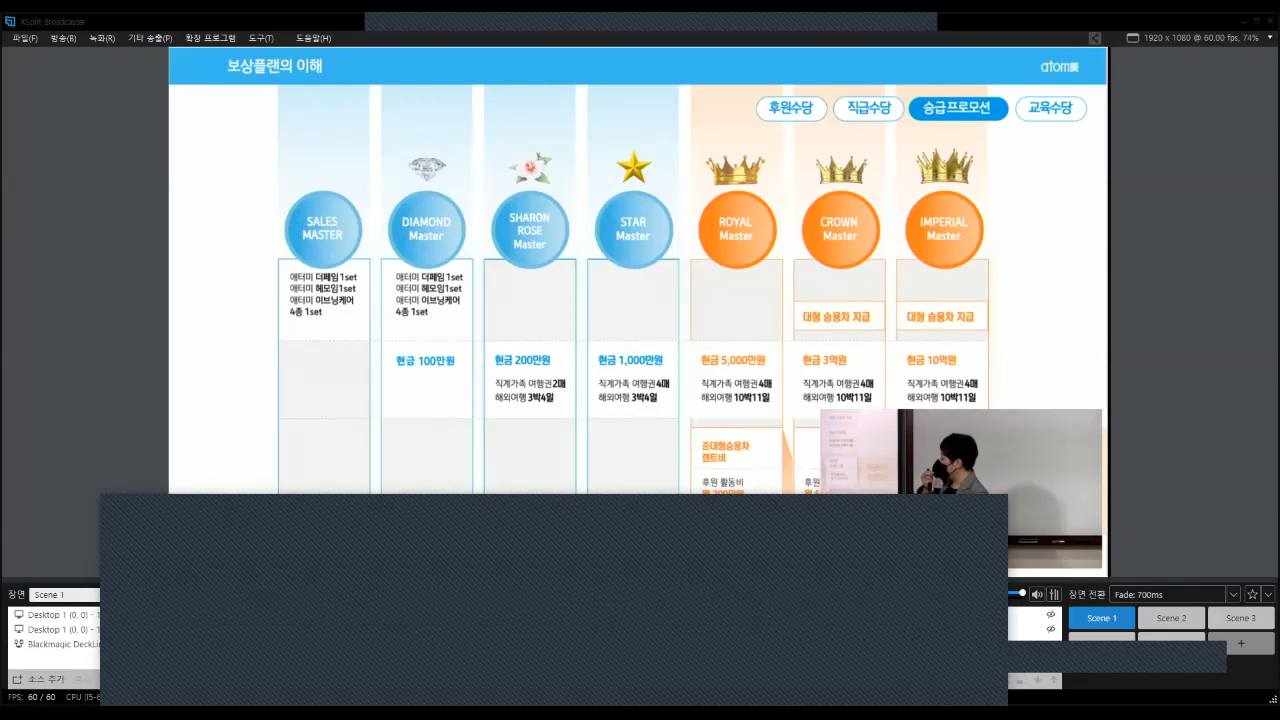 XSplit Broadcaster
파일(F) 방송(B) 녹화(R) 기타 송출(P) 확장 프로그램 도구(T) 도움말(H)
1920 x 1080 @ 60.00 fps, 74%
보상플랜의 이해
atom美
후원수당 직급수당 승급프로모션 교육수당
SALES
MASTER
DIAMOND
Master
SHARON
ROSE
Master
STAR
Master
ROYAL
Master
CROWN
Master
IMPERIAL
Master
애터미 더페임 1set
애터미 헤모임1set
애터미 이브닝케어
4종 1set
애터미 더페임 1set
애터미 헤모임1set
애터미 이브닝케어
4종 1set
대형 승용차 지급
대형 승용차 지급
현금 100만원
현금 200만원
직계가족 여행권2매
해외여행 3박4일
현금 1,000만원
직계가족 여행권4매
해외여행 3박4일
현금 5,000만원
직계가족 여행권4매
해외여행 10박11일
현금 3억원
직계가족 여행권4매
해외여행 10박11일
현금 10억원
직계가족 여행권4매
해외여행 10박11일
준대형승용차
렌트비
후원 활동비
후원
장면 Scene 1
Desktop 1 (0, 0) - 1
Desktop 1 (0, 0) - 1
Blackmagic DeckLin
소스 추가
장면 전환 Fade: 700ms
Scene 1 Scene 2 Scene 3
FPS: 60 / 60 CPU (i5-6